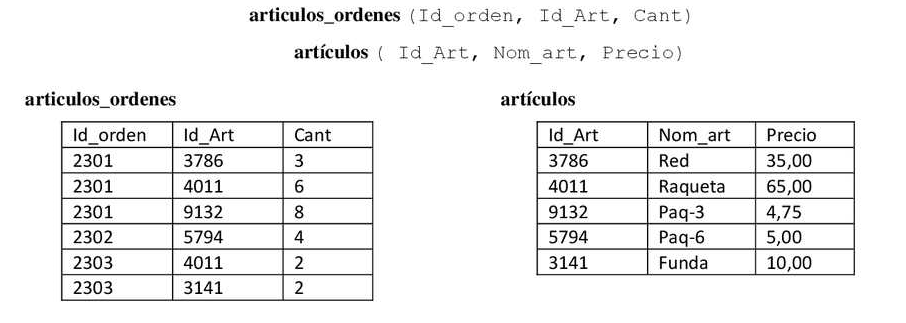 articulos_ordenes (Id_orden, Id_Art, Cant)
artículos ( Id_Art, Nom_art, Precio)
articulos_ordenes
Id_orden Id_Art Cant
2301 3786 3
2301 4011 6
2301 9132 8
2302 5794 4
2303 4011 2
2303 3141 2
artículos
Id_Art Nom_art Precio
3786 Red 35,00
4011 Raqueta 65,00
9132 Paq-3 4,75
5794 Paq-6 5,00
3141 Funda 10,00